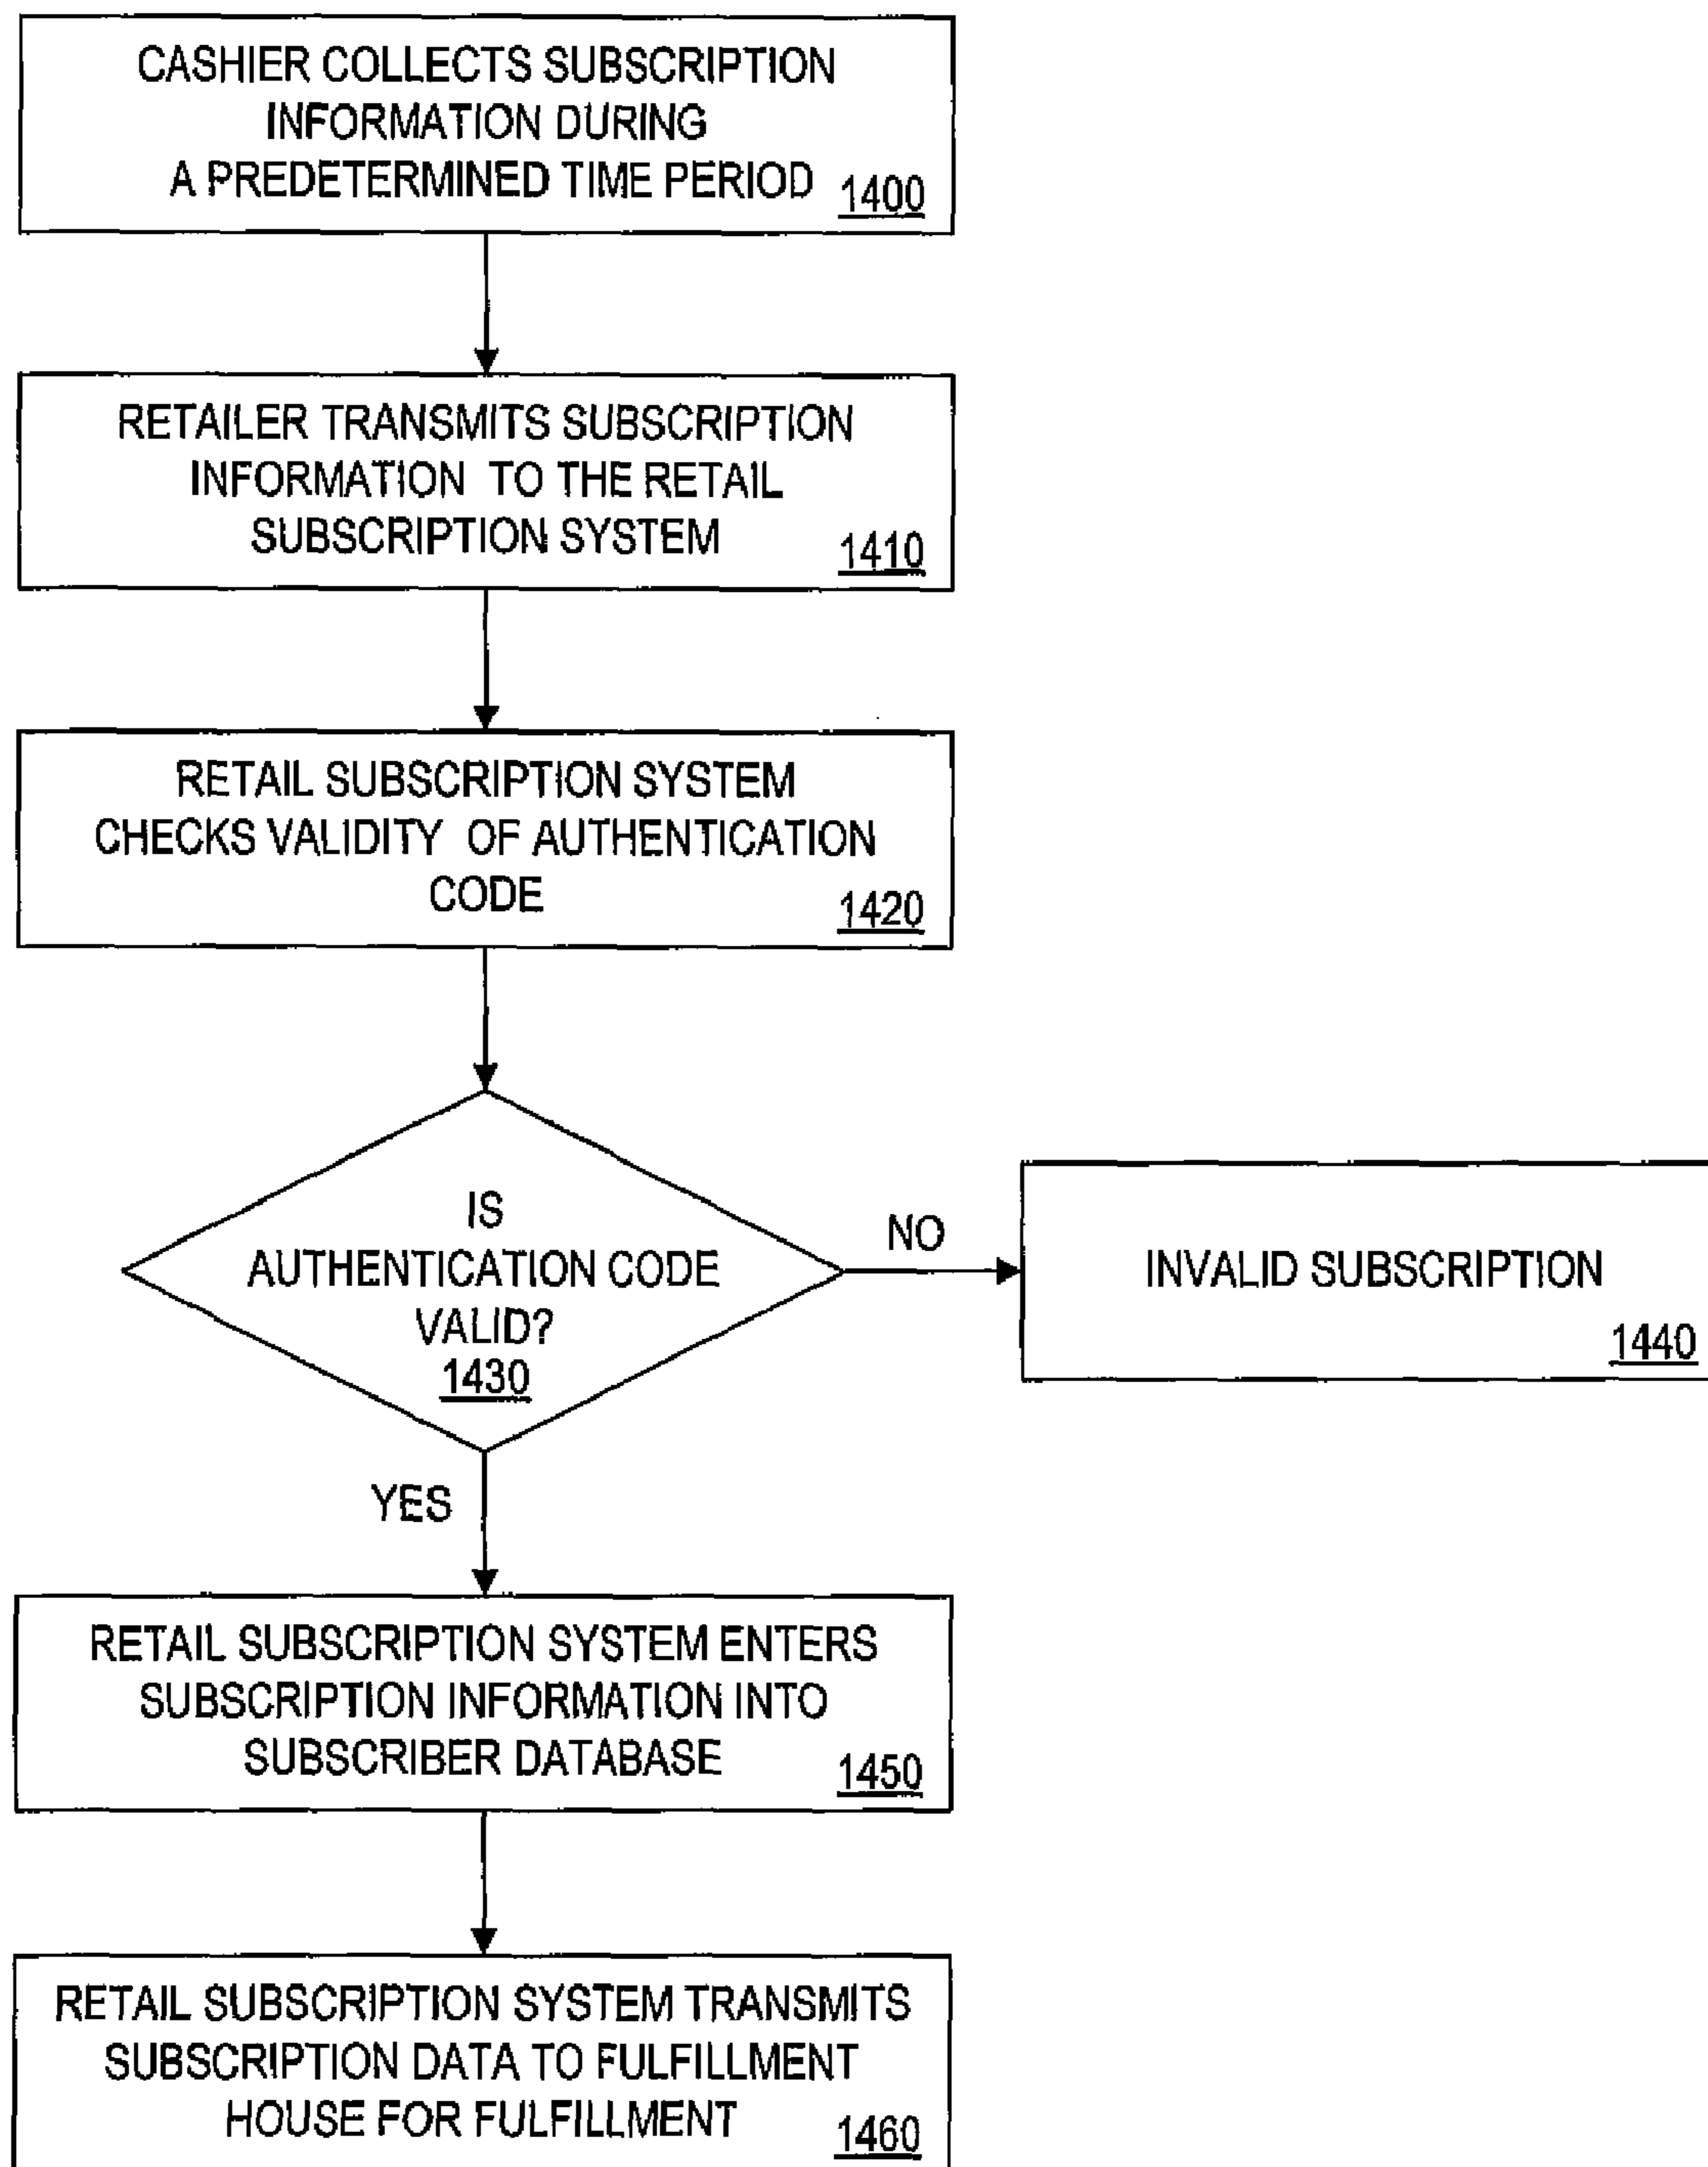 CASHIER COLLECTS SUBSCRIPTION
INFORMATION DURING
A PREDETERMINED TIME PERIOD 1400
RETAILER TRANSMITS SUBSCRIPTION
INFORMATION TO THE RETAIL
SUBSCRIPTION SYSTEM 1410
RETAIL SUBSCRIPTION SYSTEM
CHECKS VALIDITY OF AUTHENTICATION
CODE 1420
IS
AUTHENTICATION CODE
VALID?
1430
NO
INVALID SUBSCRIPTION
1440
YES
RETAIL SUBSCRIPTION SYSTEM ENTERS
SUBSCRIPTION INFORMATION INTO
SUBSCRIBER DATABASE 1450
RETAIL SUBSCRIPTION SYSTEM TRANSMITS
SUBSCRIPTION DATA TO FULFILLMENT
HOUSE FOR FULFILLMENT 1460